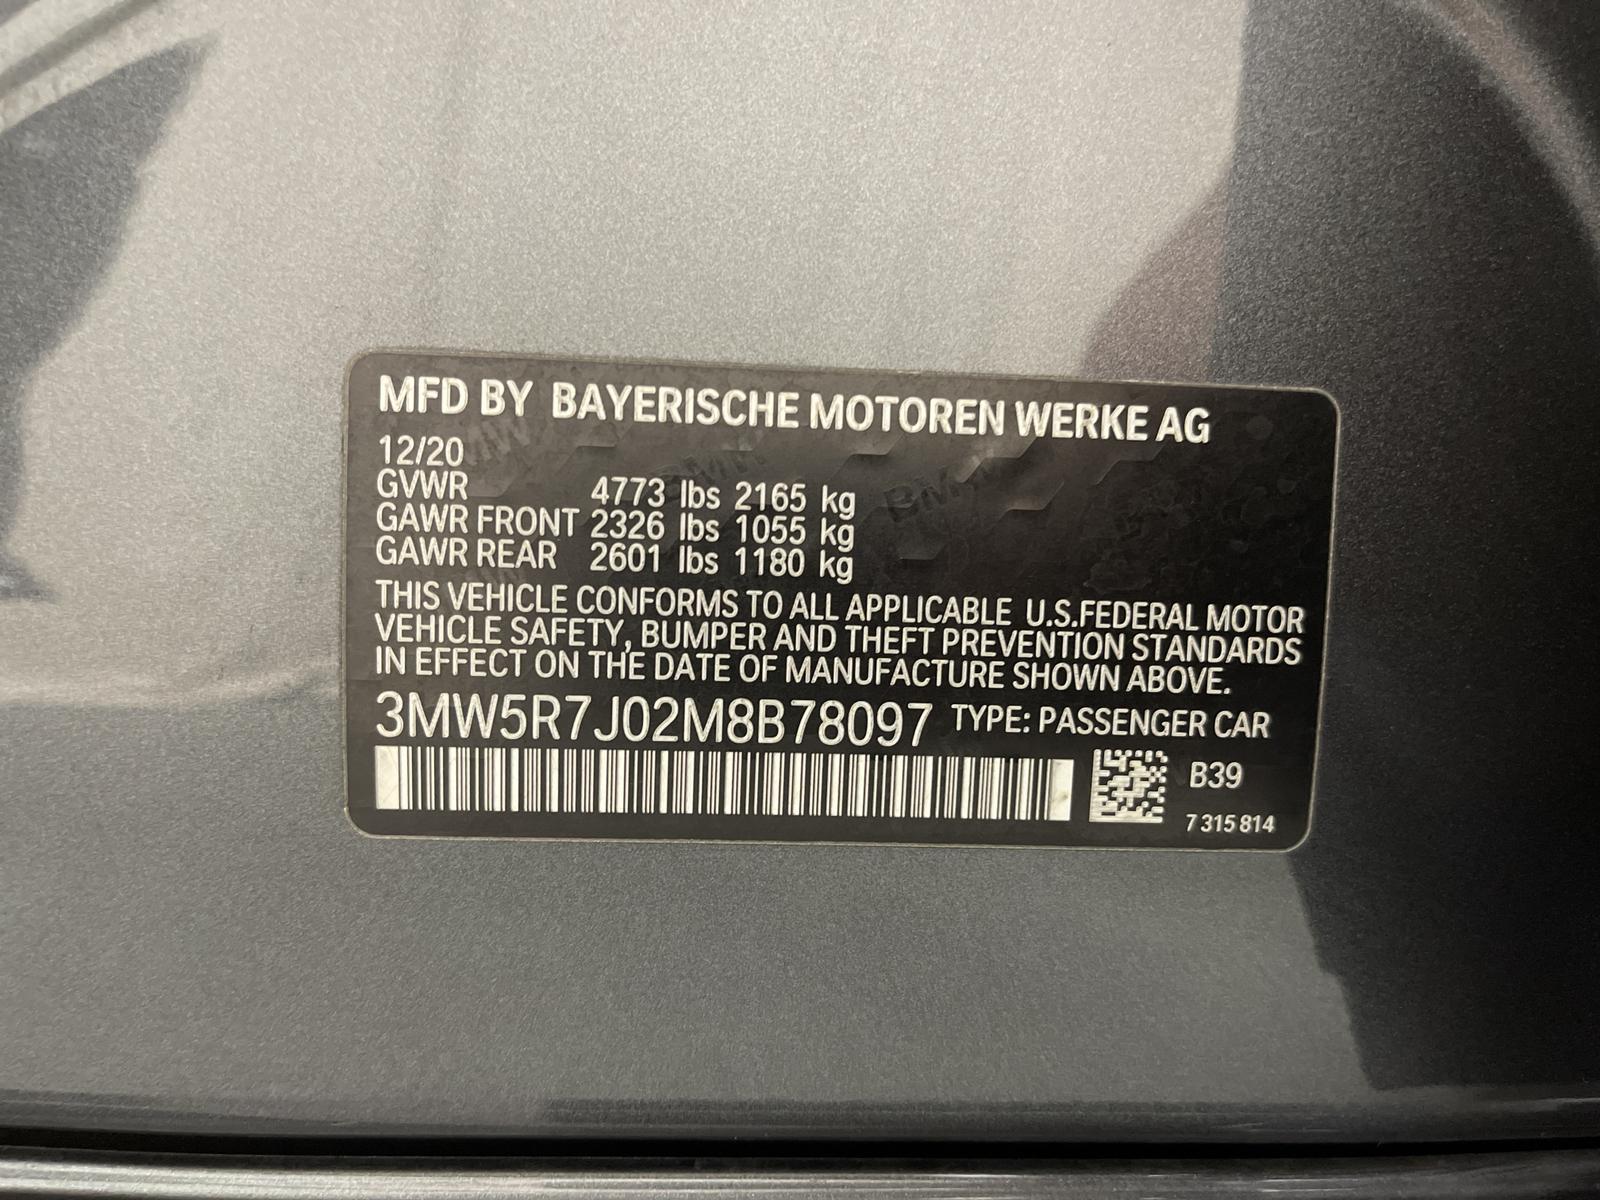 MFD BY BAYERISCHE MOTOREN WERKE AG
12/20
GVWR 4773 lbs 2165 kg
GAWR FRONT 2326 lbs 1055 kg
GAWR REAR 2601 lbs 1180 kg
THIS VEHICLE CONFORMS TO ALL APPLICABLE U.S.FEDERAL MOTOR
VEHICLE SAFETY, BUMPER AND THEFT PREVENTION STANDARDS
IN EFFECT ON THE DATE OF MANUFACTURE SHOWN ABOVE.
3MW5R7J02M8B78097 TYPE: PASSENGER CAR
B39
7 315 814